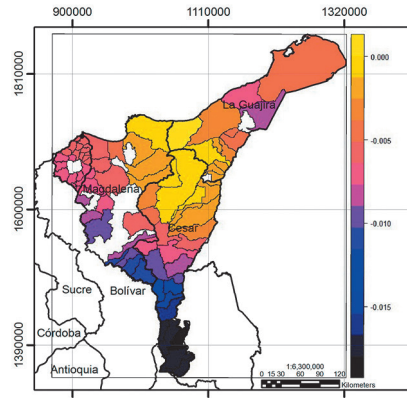 900000 1110000 1320000
1810000
1600000
1390000
La Guajira
Magdalena
Cesar
Sucre
Bolívar
Córdoba
Antioquia
0.000
-0.005
-0.010
-0.015
1:6,300,000
0 15 30 60 90 120
Kilometers